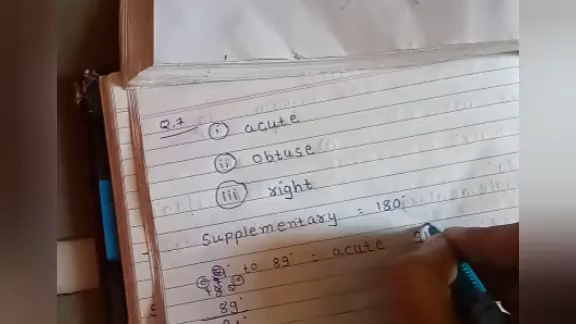 Q.7 (i) acute
(ii) obtuse
(iii) right
Supplementary = 180°
to 89° = acute
89°